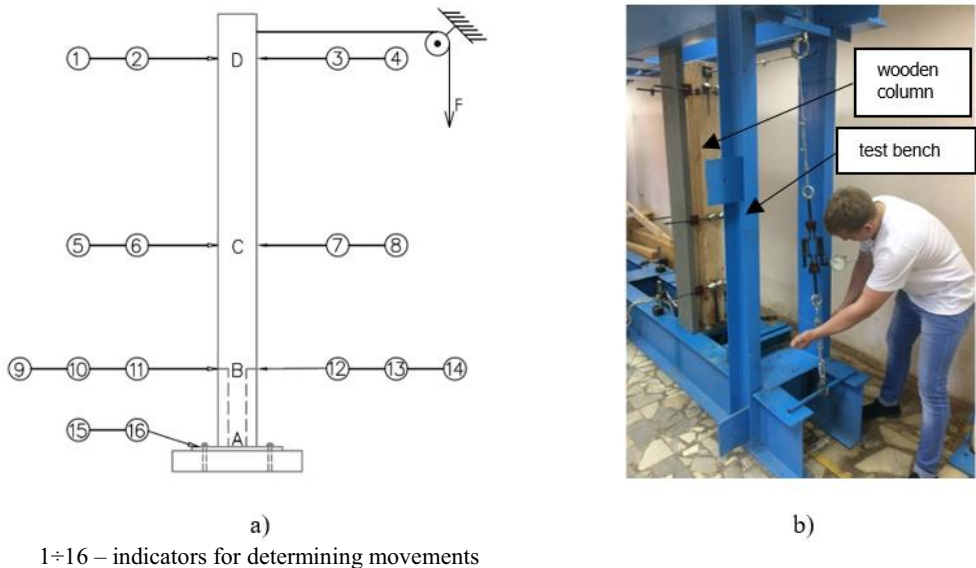 1 2 D 3 4
F
5 6 C 7 8
9 10 11 B 12 13 14
15 16 A
wooden
column
test bench
a)
b)
1÷16 – indicators for determining movements